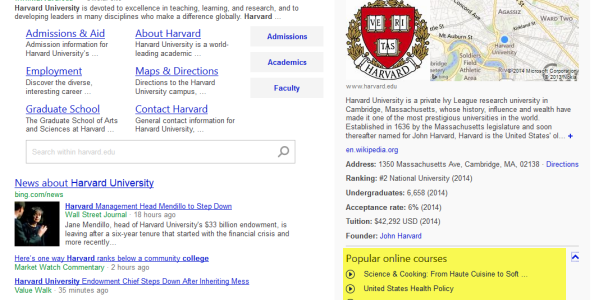 Harvard University is devoted to excellence in teaching, learning, and research, and to
developing leaders in many disciplines who make a difference globally. Harvard ...
Admissions & Aid
Admission information for
Harvard University's ...
About Harvard
Harvard University is a world-
leading academic ...
Employment
Discover the diverse,
interesting career ...
Maps & Directions
Directions to the Harvard
University campus, ...
Graduate School
The Graduate School of Arts
and Sciences at Harvard ...
Contact Harvard
General contact information for
Harvard University, ...
Admissions
Academics
Faculty
Search within harvard.edu
News about Harvard University
bing.com/news
Harvard Management Head Mendillo to Step Down
Wall Street Journal · 18 hours ago
Jane Mendillo, head of Harvard University's $33 billion endowment, is
leaving after a six-year tenure that started with the financial crisis and
more recently...
Here's one way Harvard ranks below a community college
Market Watch Commentary · 2 hours ago
Harvard University Endowment Chief Steps Down After Inheriting Mess
Value Walk · 35 minutes ago
VE RI
TAS
HARVARD
Mt Auburn St
Soldiers
Field
Athletic
Area
AGASSIZ
WARD TWO
Harvard
University
© 2014 Microsoft Corporation
www.harvard.edu
Harvard University is a private Ivy League research university in
Cambridge, Massachusetts, whose history, influence and wealth have
made it one of the most prestigious universities in the world.
Established in 1636 by the Massachusetts legislature and soon
thereafter named for John Harvard, Harvard is the United States' ol... +
en.wikipedia.org
Address: 1350 Massachusetts Ave, Cambridge, MA, 02138 · Directions
Ranking: #2 National University (2014)
Undergraduates: 6,658 (2014)
Acceptance rate: 6% (2014)
Tuition: $42,292 USD (2014)
Founder: John Harvard
Popular online courses
Science & Cooking: From Haute Cuisine to Soft ...
United States Health Policy